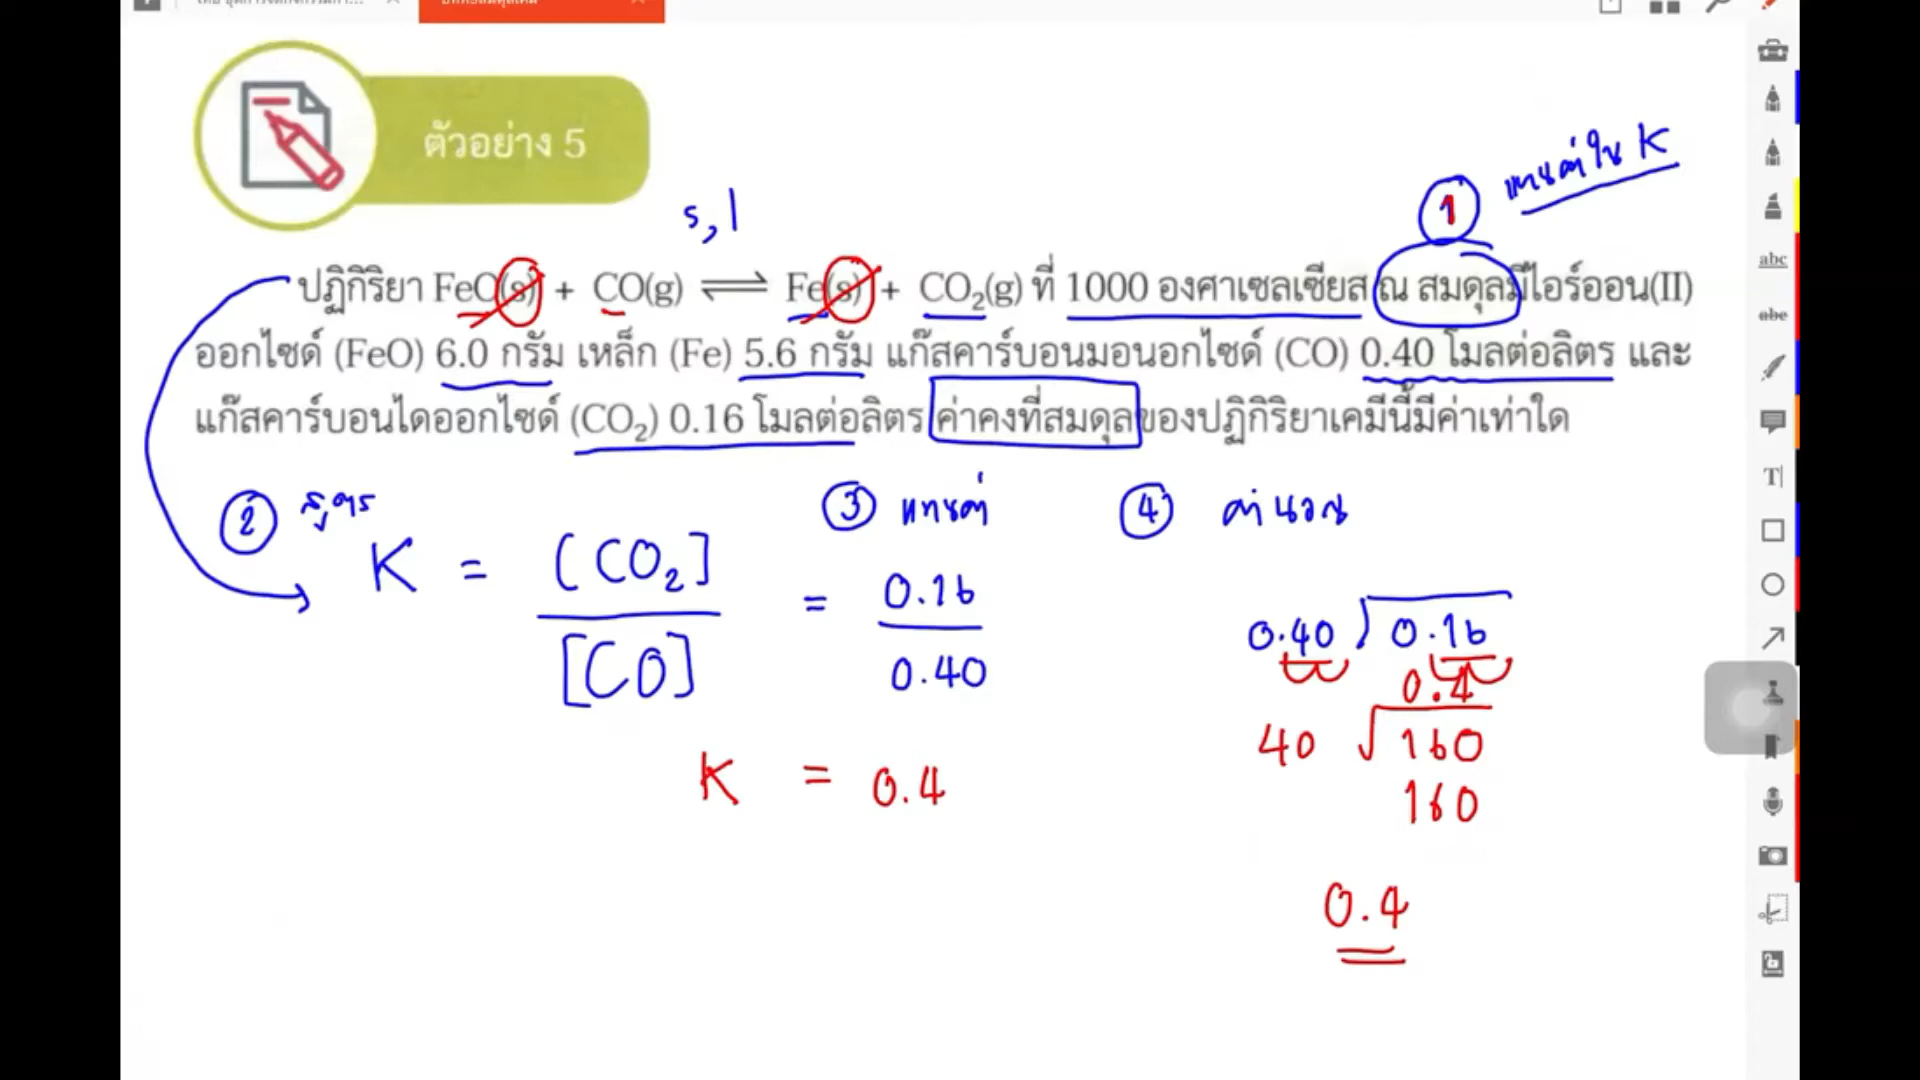 ตัวอย่าง 5
s, l
1
แทนค่าใน K
ปฏิกิริยา FeO(s) + CO(g) ⇌ Fe(s) + CO₂(g) ที่ 1000 องศาเซลเซียส ณ สมดุลมีไอร์ออน(II)
ออกไซด์ (FeO) 6.0 กรัม เหล็ก (Fe) 5.6 กรัม แก๊สคาร์บอนมอนอกไซด์ (CO) 0.40 โมลต่อลิตร และ
แก๊สคาร์บอนไดออกไซด์ (CO₂) 0.16 โมลต่อลิตร ค่าคงที่สมดุลของปฏิกิริยาเคมีนี้มีค่าเท่าใด
2 สูตร
K = [CO₂]
[CO]
3 แทนค่า
= 0.16
0.40
K = 0.4
4 คำนวณ
0.40 0.16
0.4
40 160
160
0.4
abc
abc
T